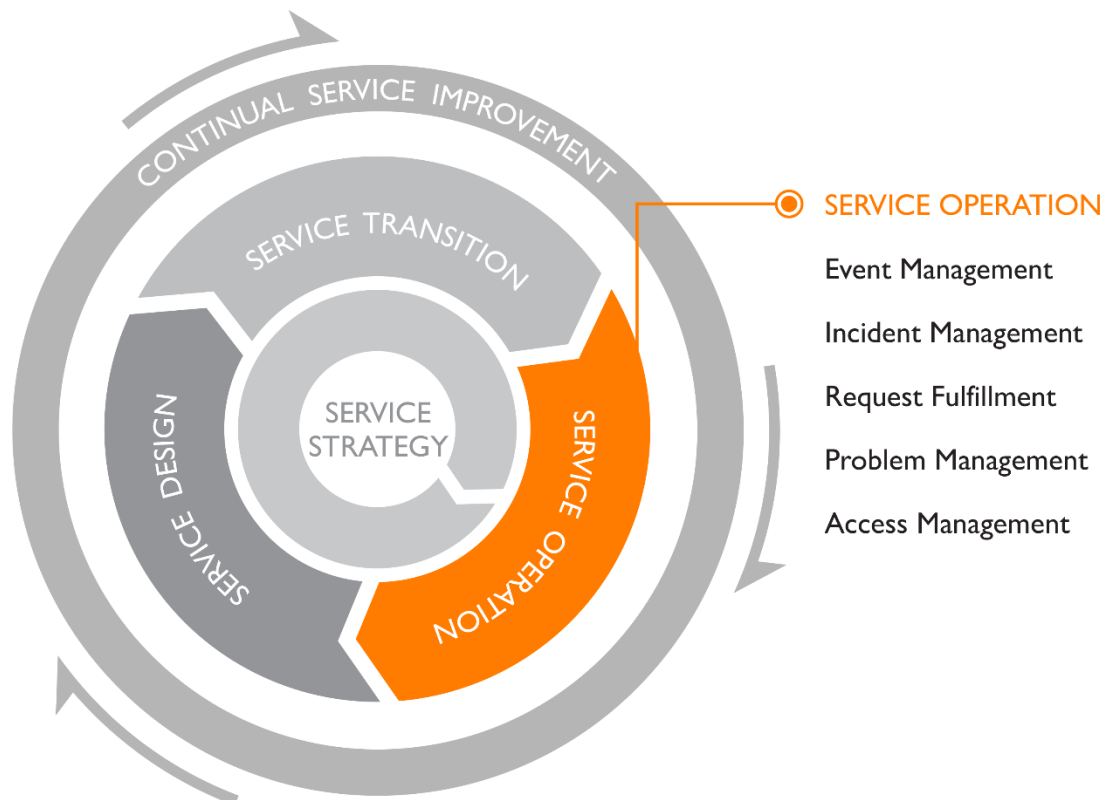 CONTINUAL SERVICE IMPROVEMENT
SERVICE TRANSITION
SERVICE OPERATION
Event Management
Incident Management
Request Fulfillment
Problem Management
Access Management
SERVICE
STRATEGY
SERVICE DESIGN
SERVICE OPERATION